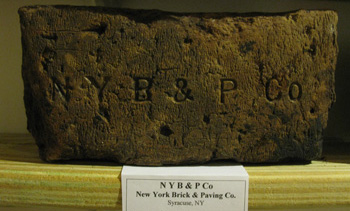 N Y B & P Co
N Y B & P Co
New York Brick & Paving Co.
Syracuse, NY